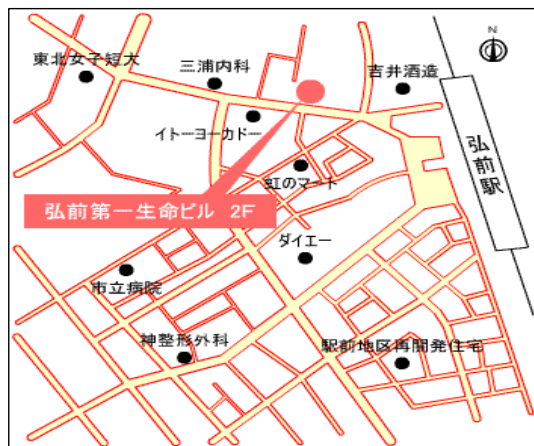 東北女子短大
三浦内科
吉井酒造
N
イトーヨーカドー
弘前駅
虹のマート
弘前第一生命ビル 2F
ダイエー
市立病院
神整形外科
駅前地区再開発住宅